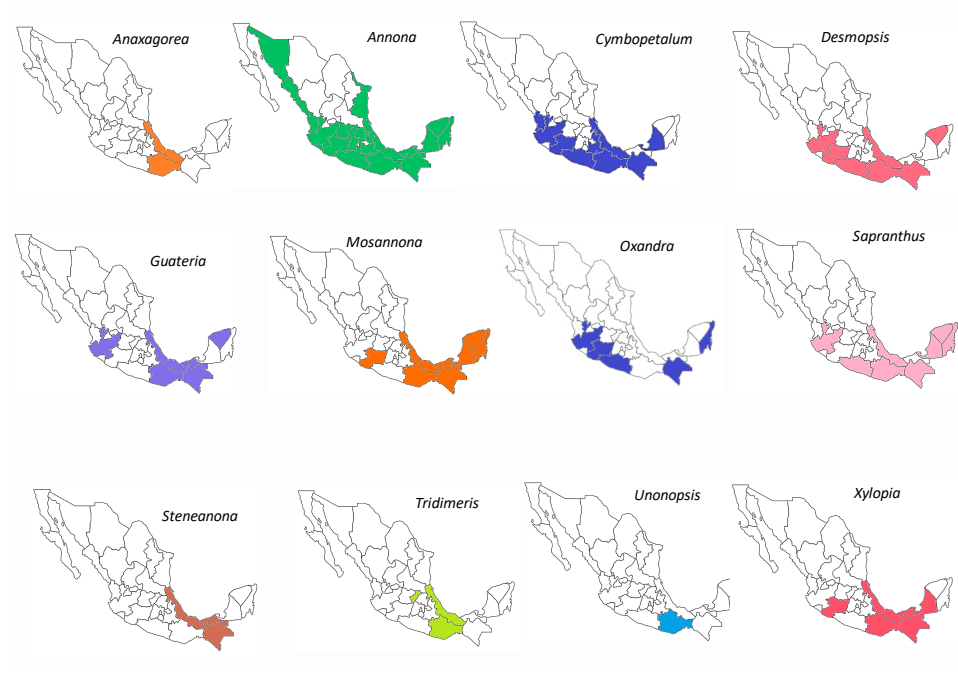 Anaxagorea
Annona
Cymbopetalum
Desmopsis
Guateria
Mosannona
Oxandra
Sapranthus
Steneanona
Tridimeris
Unonopsis
Xylopia